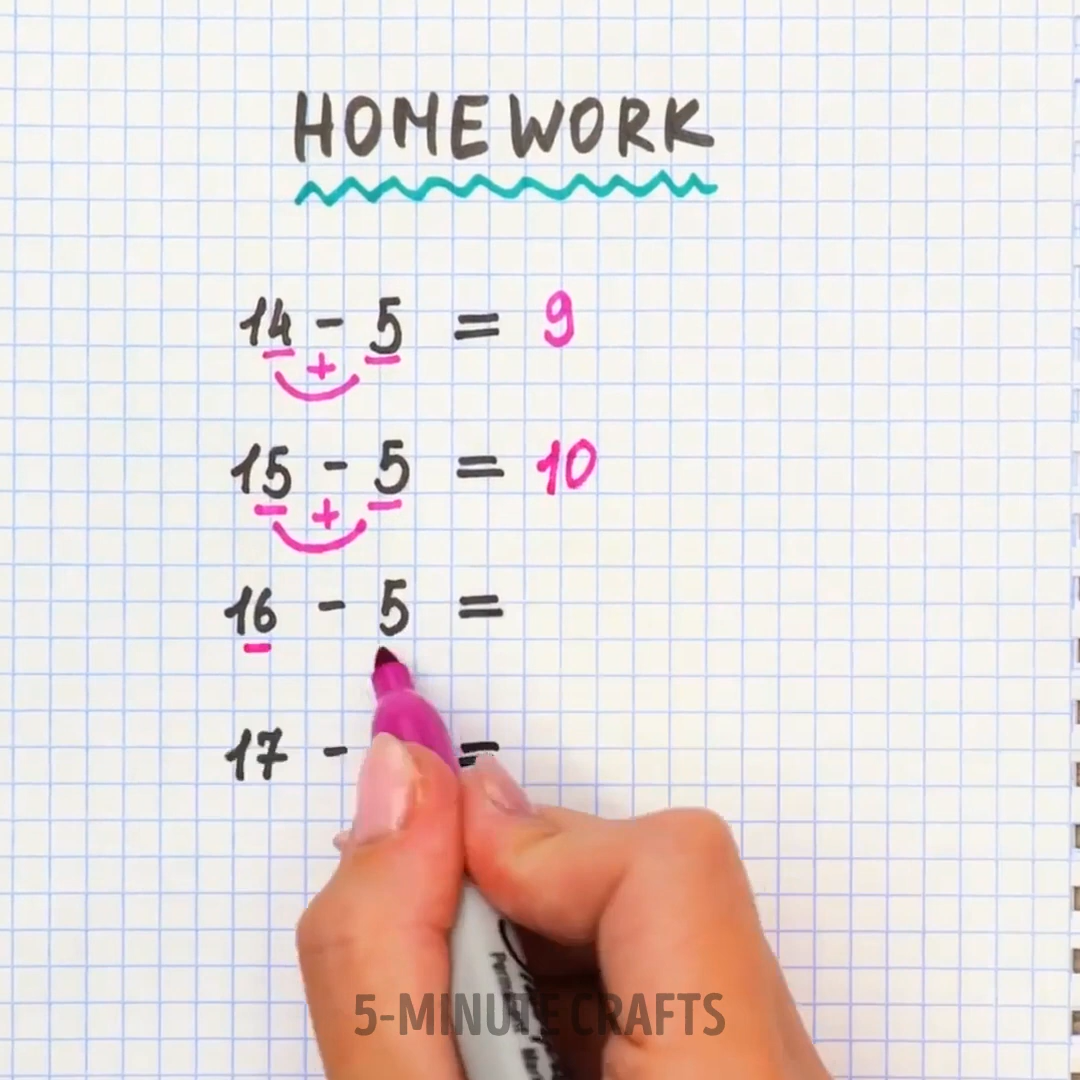 HOMEWORK
14 - 5 = 9
+
15 - 5 = 10
+
16 - 5 =
17 - =
5-MINUTE CRAFTS